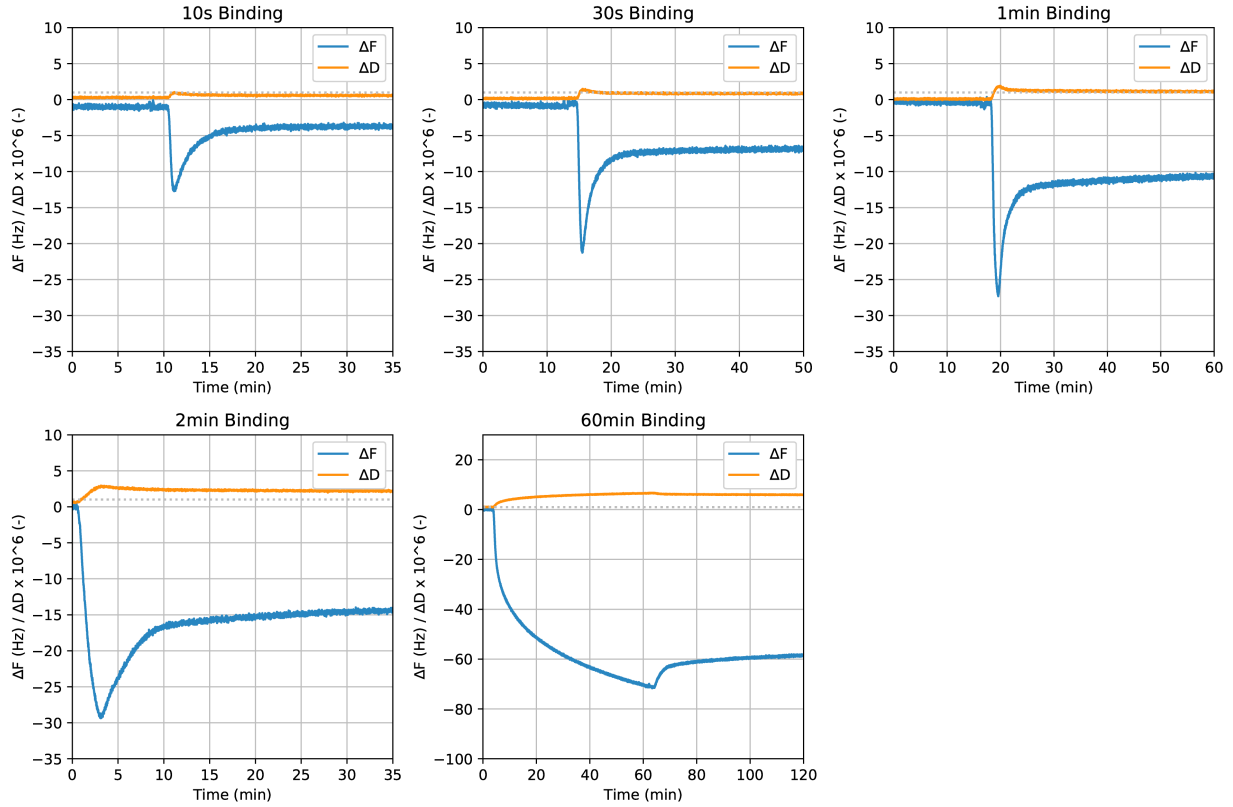 10s Binding
10
5
0
−5
−10
−15
−20
−25
−30
−35
ΔF (Hz) / ΔD x 10^6 (-)
0 5 10 15 20 25 30 35
Time (min)
ΔF
ΔD
30s Binding
10
5
0
−5
−10
−15
−20
−25
−30
−35
ΔF (Hz) / ΔD x 10^6 (-)
0 10 20 30 40 50
Time (min)
ΔF
ΔD
1min Binding
10
5
0
−5
−10
−15
−20
−25
−30
−35
ΔF (Hz) / ΔD x 10^6 (-)
0 10 20 30 40 50 60
Time (min)
ΔF
ΔD
2min Binding
10
5
0
−5
−10
−15
−20
−25
−30
−35
ΔF (Hz) / ΔD x 10^6 (-)
0 5 10 15 20 25 30 35
Time (min)
ΔF
ΔD
60min Binding
20
0
−20
−40
−60
−80
−100
ΔF (Hz) / ΔD x 10^6 (-)
0 20 40 60 80 100 120
Time (min)
ΔF
ΔD